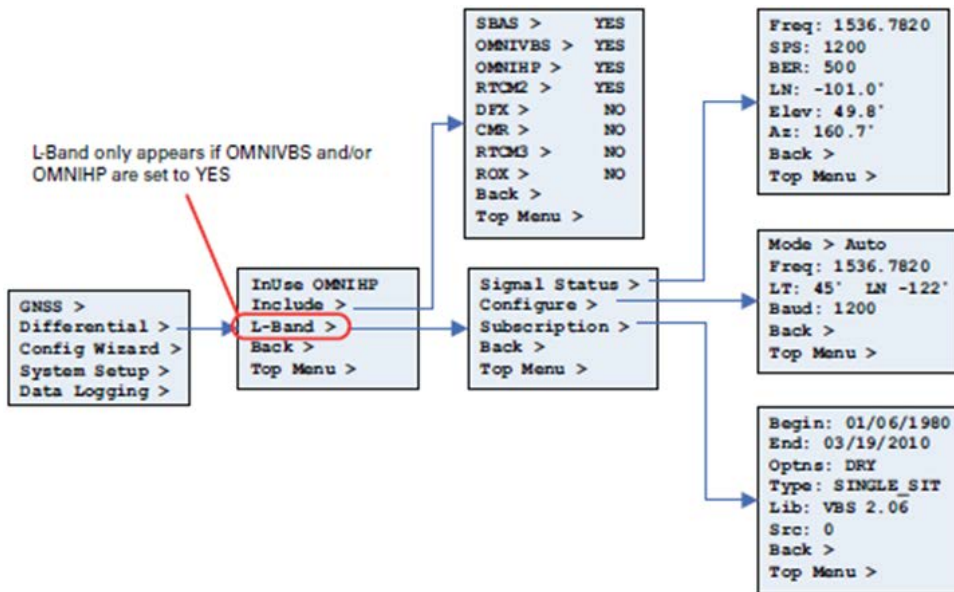 L-Band only appears if OMNIVBS and/or
OMNIHP are set to YES
GNSS >
Differential >
Config Wizard >
System Setup >
Data Logging >
InUse OMNIHP
Include >
L-Band >
Back >
Top Menu >
SBAS > YES
OMNIVBS > YES
OMNIHP > YES
RTCM2 > YES
DFX > NO
CMR > NO
RTCM3 > NO
ROX > NO
Back >
Top Menu >
Signal Status >
Configure >
Subscription >
Back >
Top Menu >
Freq: 1536.7820
SPS: 1200
BER: 500
LN: -101.0°
Elev: 49.8°
Az: 160.7°
Back >
Top Menu >
Mode > Auto
Freq: 1536.7820
LT: 45° LN -122°
Baud: 1200
Back >
Top Menu >
Begin: 01/06/1980
End: 03/19/2010
Optns: DRY
Type: SINGLE_SIT
Lib: VBS 2.06
Src: 0
Back >
Top Menu >